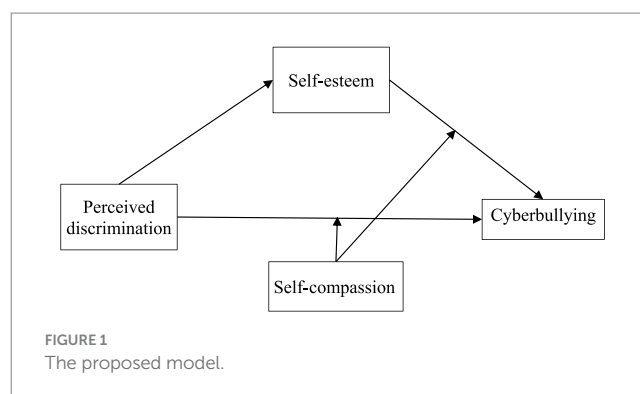 Self-esteem
Perceived
discrimination
Cyberbullying
Self-compassion
FIGURE 1
The proposed model.